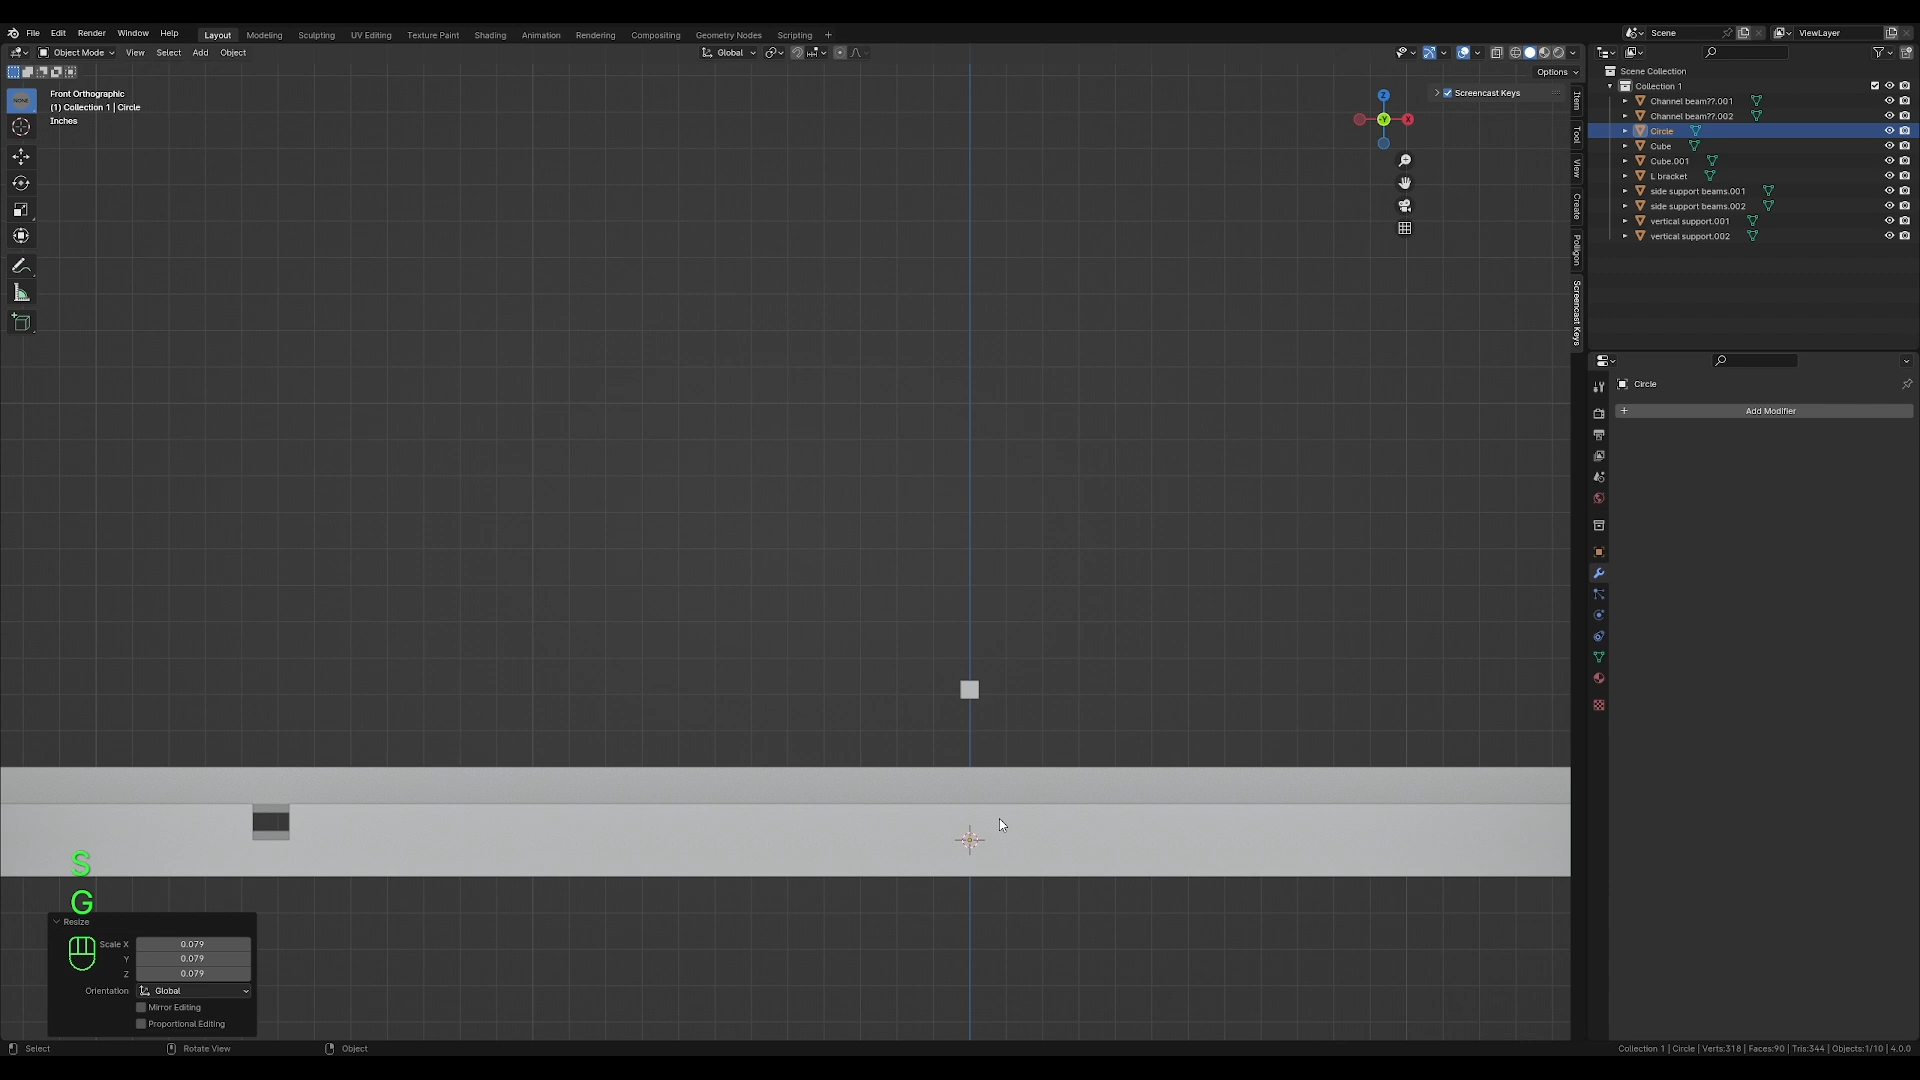 File Edit Render Window Help Layout Modeling Sculpting UV Editing Texture Paint Shading Animation Rendering Compositing Geometry Nodes Scripting +
Scene ViewLayer
Object Mode View Select Add Object Global
Options
Front Orthographic
(1) Collection 1 | Circle
Inches
Z
-Y
X
Screencast Keys
Item
Tool
View
Create
Poliigon
Screencast Keys
NONE
Scene Collection
Collection 1
Channel beam??.001
Channel beam??.002
Circle
Cube
Cube.001
L bracket
side support beams.001
side support beams.002
vertical support.001
vertical support.002
Circle
+ Add Modifier
S
G
Resize
Scale X 0.079
Y 0.079
Z 0.079
Orientation Global
Mirror Editing
Proportional Editing
Select Rotate View Object
Collection 1 | Circle | Verts:318 | Faces:90 | Tris:344 | Objects:1/10 | 4.0.0